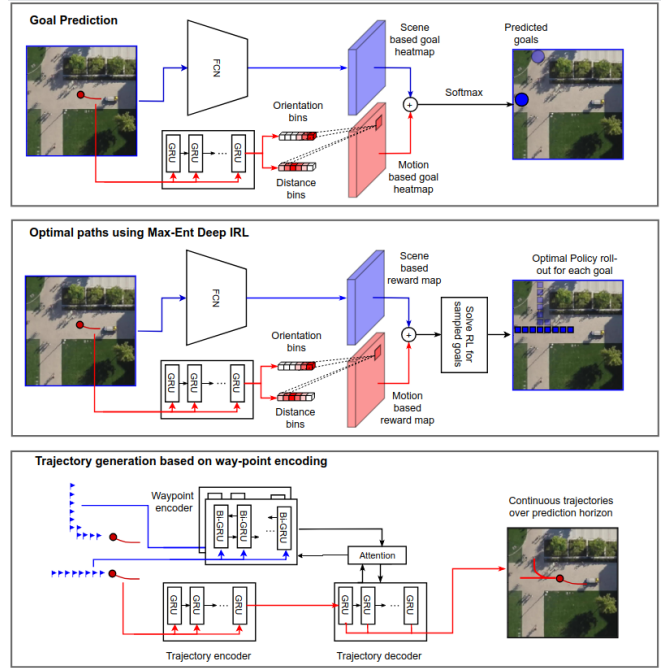 Goal Prediction
FCN
Scene
based goal
heatmap
Predicted
goals
Orientation
bins
Softmax
+
GRU
GRU
...
GRU
Distance
bins
Motion
based goal
heatmap
Optimal paths using Max-Ent Deep IRL
FCN
Scene
based
reward map
Optimal Policy roll-
out for each goal
Orientation
bins
+
Solve RL for
sampled goals
GRU
GRU
...
GRU
Distance
bins
Motion
based
reward map
Trajectory generation based on way-point encoding
Waypoint
encoder
Bi-GRU
Bi-GRU
...
Bi-GRU
Continuous trajectories
over prediction horizon
Attention
GRU
GRU
...
GRU
GRU
GRU
...
GRU
Trajectory encoder
Trajectory decoder